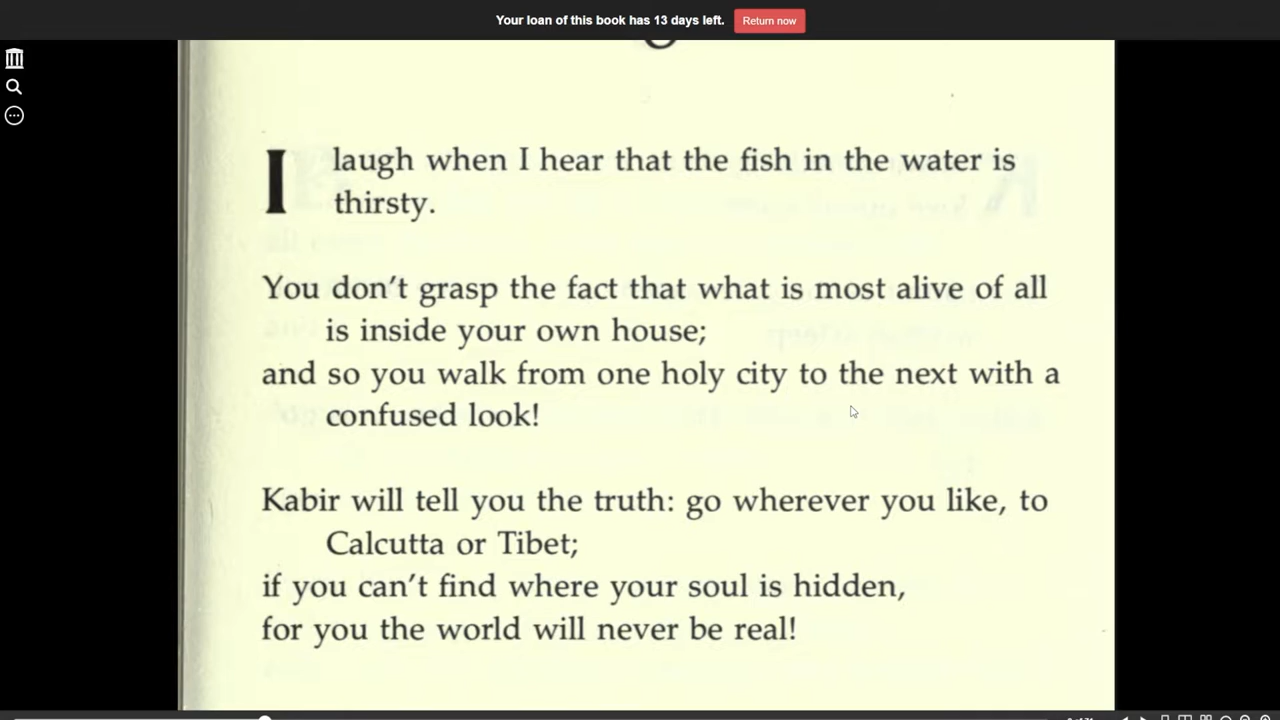 Your loan of this book has 13 days left. Return now
I laugh when I hear that the fish in the water is
thirsty.
You don't grasp the fact that what is most alive of all
is inside your own house;
and so you walk from one holy city to the next with a
confused look!
Kabir will tell you the truth: go wherever you like, to
Calcutta or Tibet;
if you can't find where your soul is hidden,
for you the world will never be real!